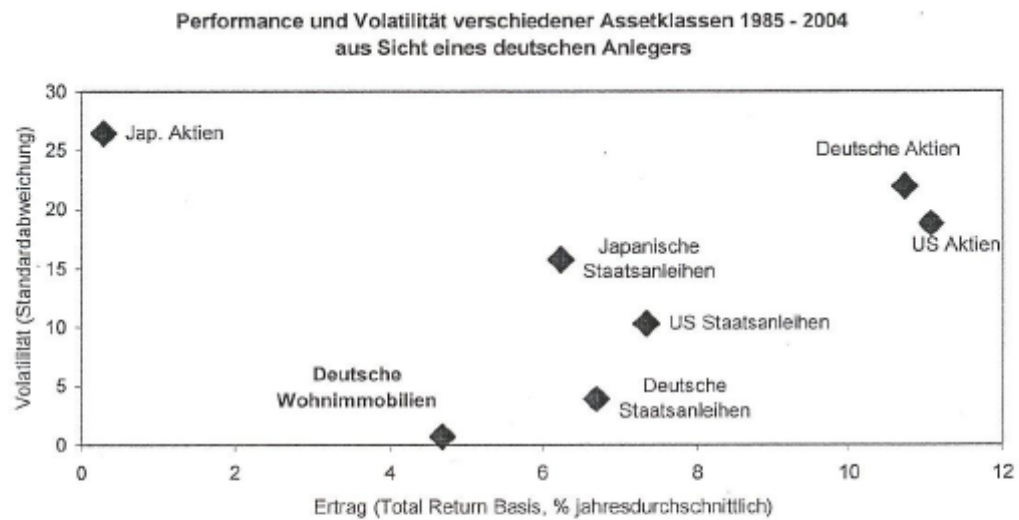 Performance und Volatilität verschiedener Assetklassen 1985 - 2004
aus Sicht eines deutschen Anlegers
Volatilität (Standardabweichung)
30
25
20
15
10
5
0
Jap. Aktien
Deutsche Aktien
US Aktien
Japanische
Staatsanleihen
US Staatsanleihen
Deutsche
Wohnimmobilien
Deutsche
Staatsanleihen
0 2 4 6 8 10 12
Ertrag (Total Return Basis, % jahresdurchschnittlich)